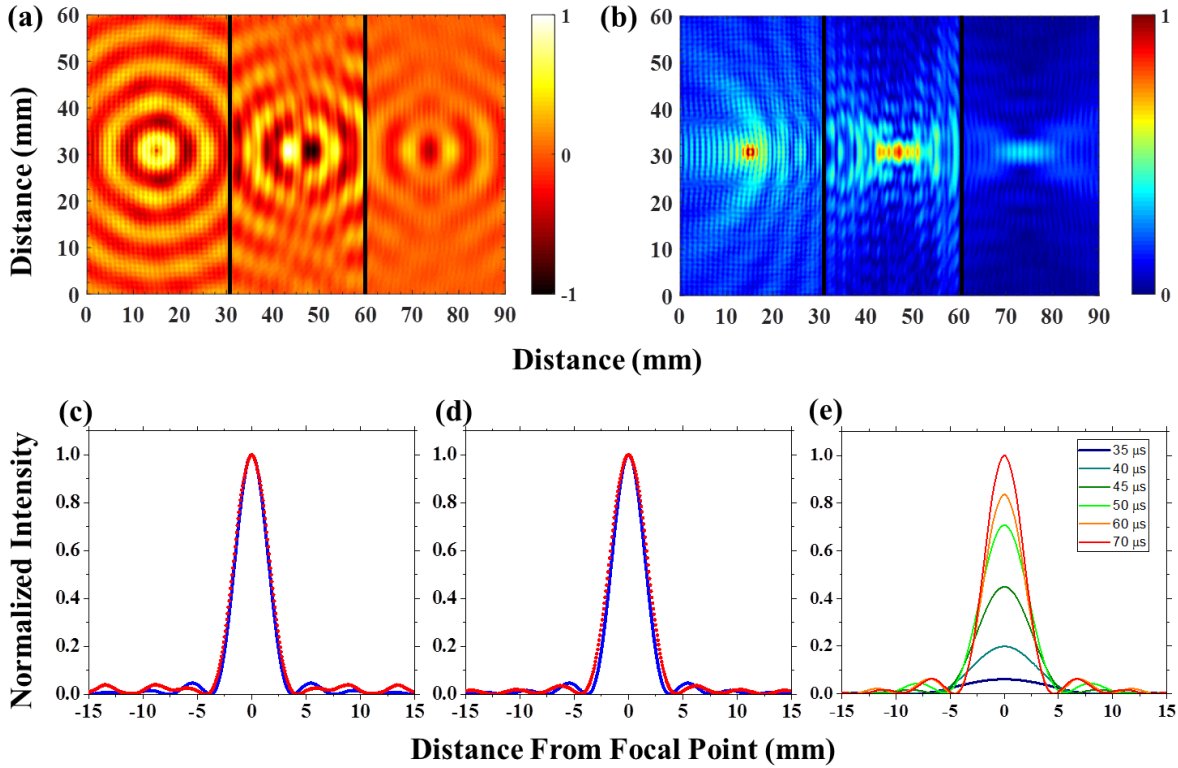 (a)
(b)
60
50
40
30
20
10
0
0 10 20 30 40 50 60 70 80 90
1
0
-1
60
50
40
30
20
10
0
0 10 20 30 40 50 60 70 80 90
1
0
Distance (mm)
Distance (mm)
(c)
(d)
(e)
Normalized Intensity
1.0
0.8
0.6
0.4
0.2
0.0
-15 -10 -5 0 5 10 15
1.0
0.8
0.6
0.4
0.2
0.0
-15 -10 -5 0 5 10 15
1.0
0.8
0.6
0.4
0.2
0.0
-15 -10 -5 0 5 10 15
35 μs
40 μs
45 μs
50 μs
60 μs
70 μs
Distance From Focal Point (mm)